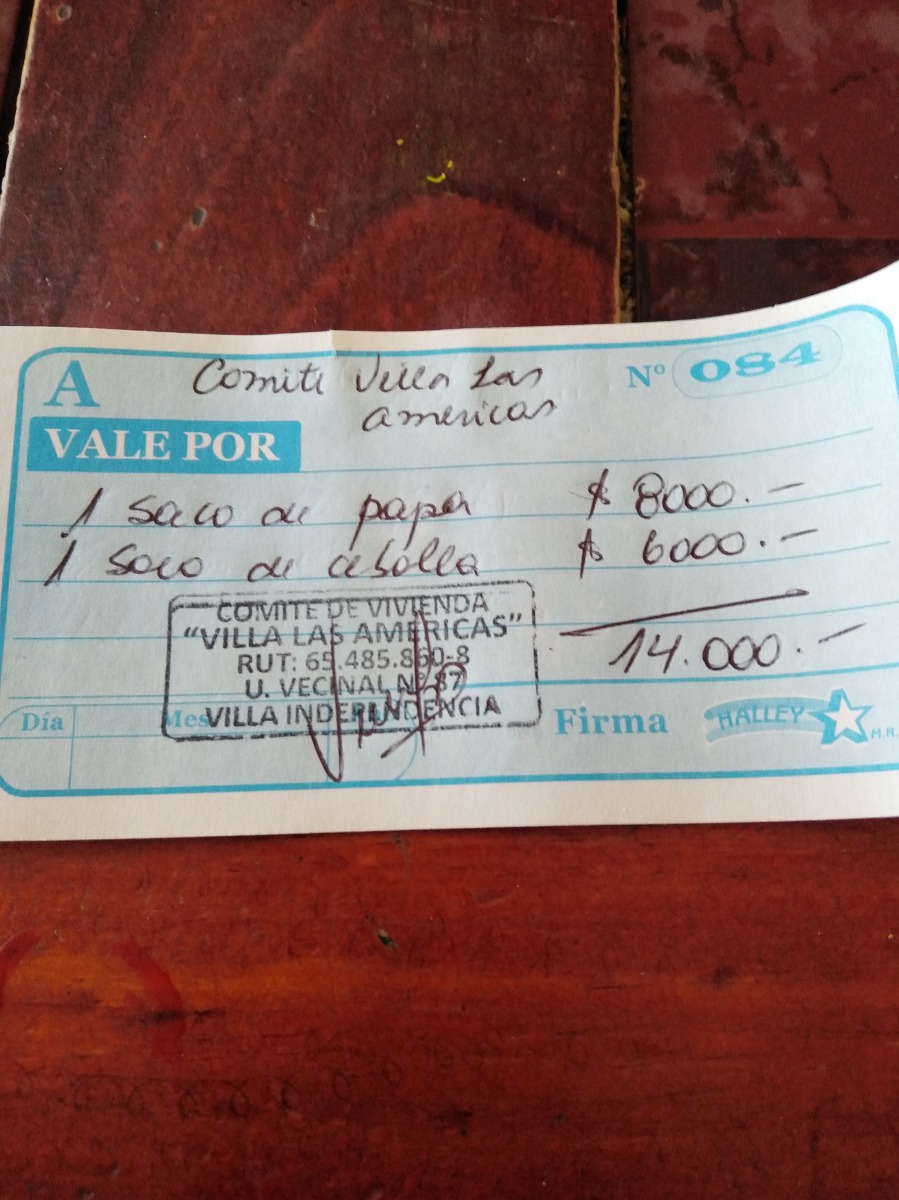 A Comite Villa Las Nº 084
americas
VALE POR
1 Saco de papa $ 8000.-
1 Saco de cebolla $ 6000.-
14.000.-
COMITE DE VIVIENDA
"VILLA LAS AMERICAS"
RUT: 65.485.860-8
U. VECINAL Nº 87
VILLA INDEPENDENCIA
Día Mes Firma HALLEY M.R.